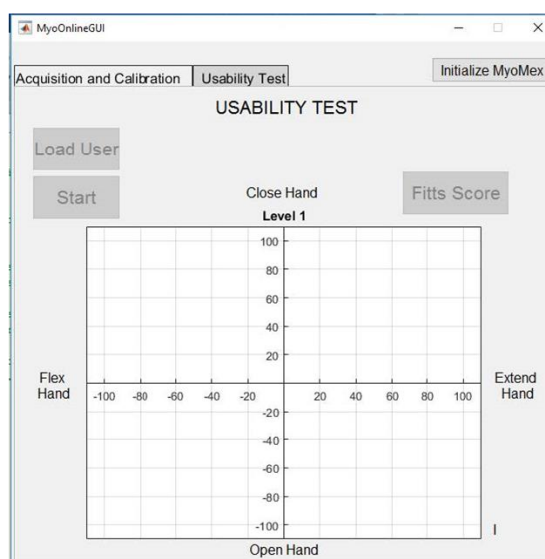 MyoOnlineGUI
Initialize MyoMex
Acquisition and Calibration Usability Test
USABILITY TEST
Load User
Start
Close Hand
Fitts Score
Level 1
100
80
60
40
20
Flex
Hand
Extend
Hand
-100 -80 -60 -40 -20 20 40 60 80 100
-20
-40
-60
-80
-100
I
Open Hand